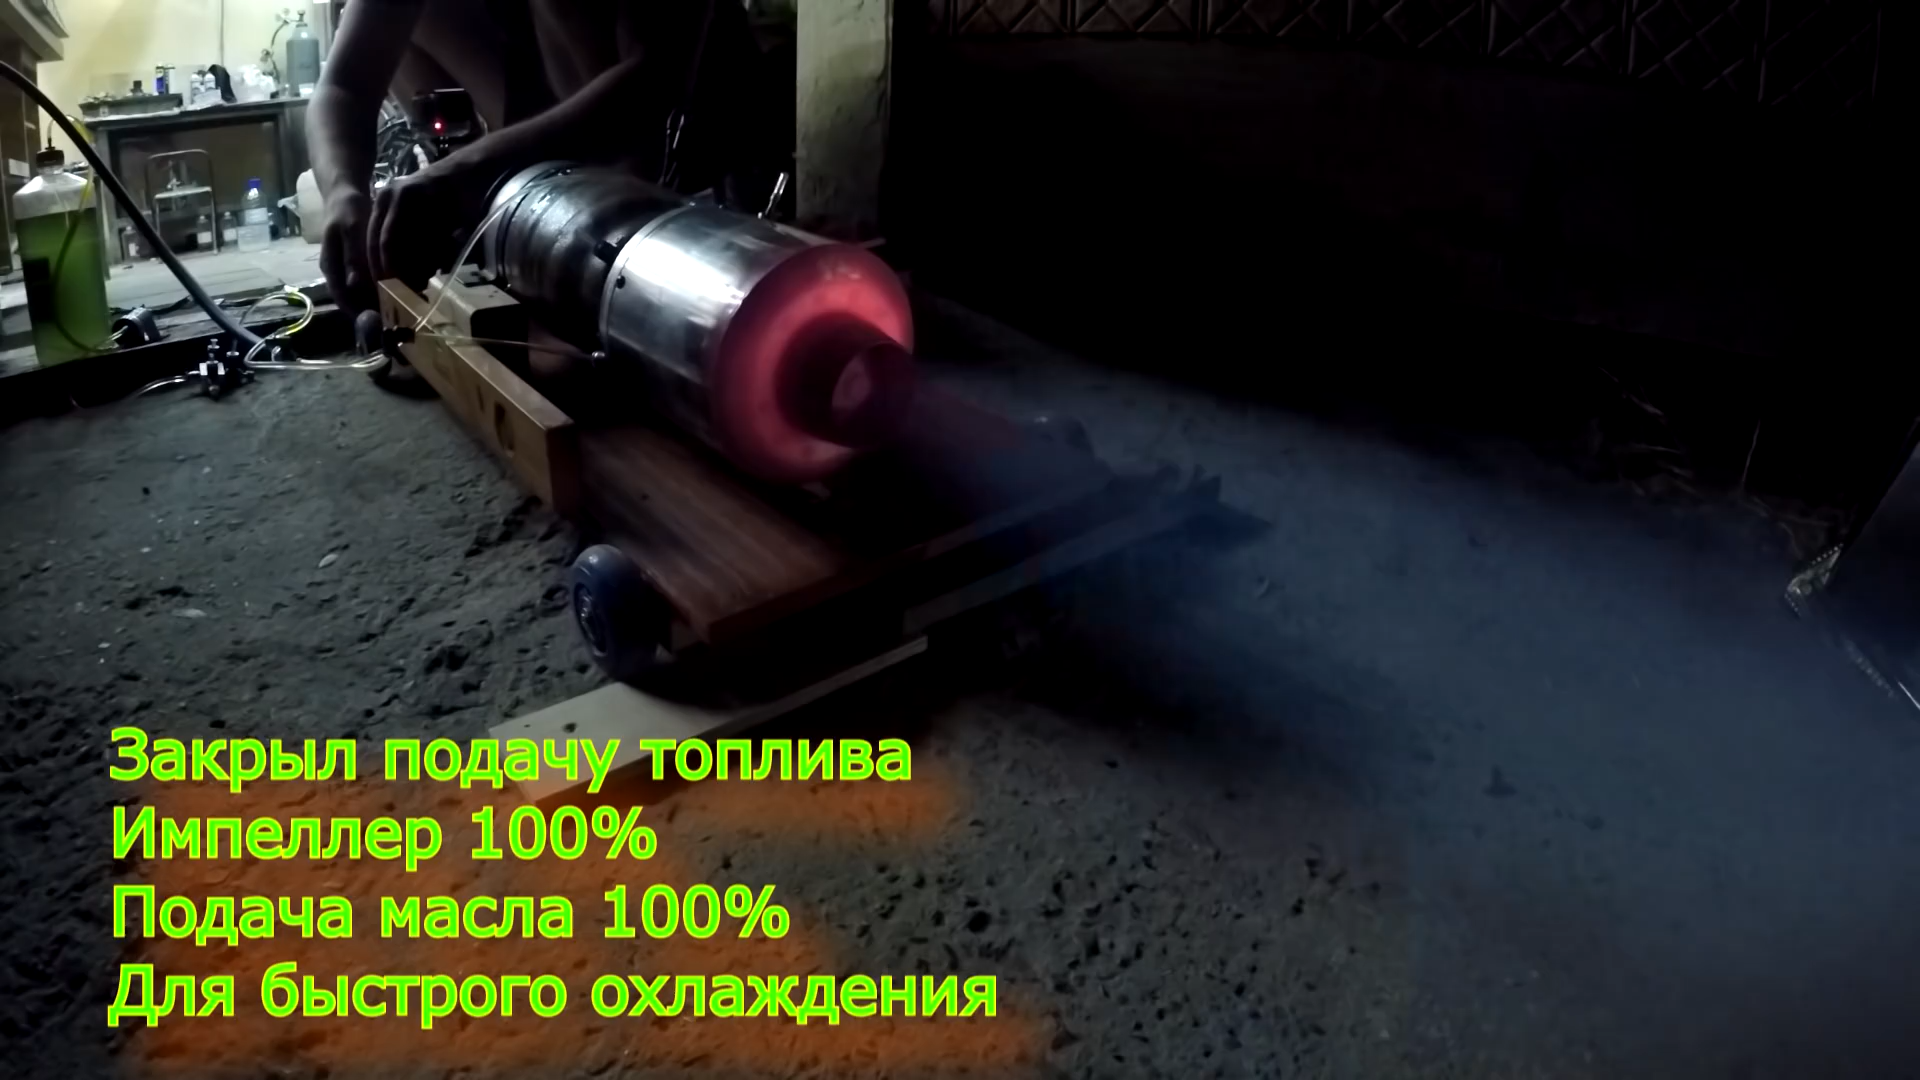 Закрыл подачу топлива
Импеллер 100%
Подача масла 100%
Для быстрого охлаждения